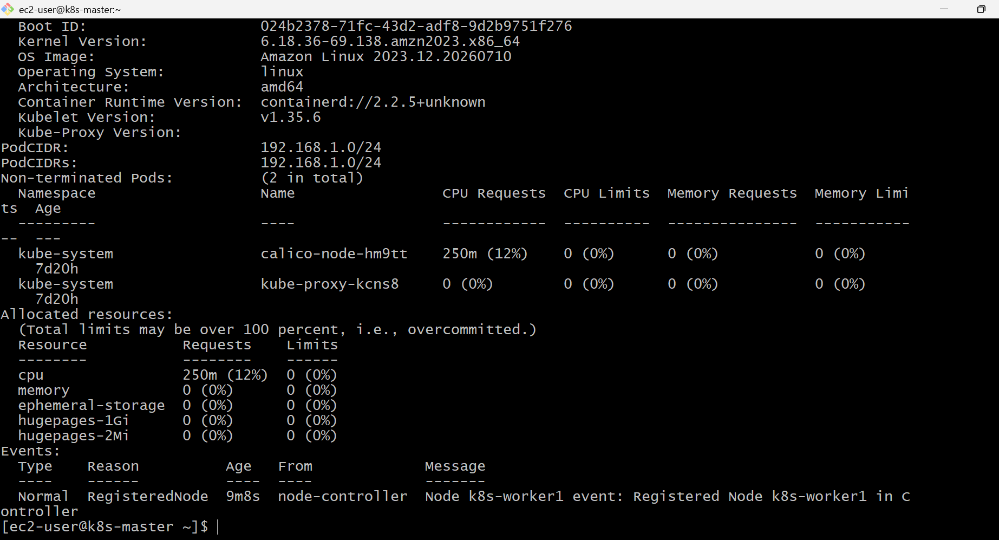 ec2-user@k8s-master:~
  Boot ID:                    024b2378-71fc-43d2-adf8-9d2b9751f276
  Kernel Version:             6.18.36-69.138.amzn2023.x86_64
  OS Image:                   Amazon Linux 2023.12.20260710
  Operating System:           linux
  Architecture:               amd64
  Container Runtime Version:  containerd://2.2.5+unknown
  Kubelet Version:            v1.35.6
  Kube-Proxy Version:
PodCIDR:                      192.168.1.0/24
PodCIDRs:                     192.168.1.0/24
Non-terminated Pods:          (2 in total)
  Namespace                   Name                 CPU Requests  CPU Limits  Memory Requests  Memory Limi
ts  Age
  ---------                   ----                 ------------  ----------  ---------------  -----------
--  ---
  kube-system                 calico-node-hm9tt    250m (12%)    0 (0%)      0 (0%)           0 (0%)
    7d20h
  kube-system                 kube-proxy-kcns8     0 (0%)        0 (0%)      0 (0%)           0 (0%)
    7d20h
Allocated resources:
  (Total limits may be over 100 percent, i.e., overcommitted.)
  Resource           Requests    Limits
  --------           --------    ------
  cpu                250m (12%)  0 (0%)
  memory             0 (0%)      0 (0%)
  ephemeral-storage  0 (0%)      0 (0%)
  hugepages-1Gi      0 (0%)      0 (0%)
  hugepages-2Mi      0 (0%)      0 (0%)
Events:
  Type    Reason          Age   From             Message
  ----    ------          ----  ----             -------
  Normal  RegisteredNode  9m8s  node-controller  Node k8s-worker1 event: Registered Node k8s-worker1 in C
ontroller
[ec2-user@k8s-master ~]$